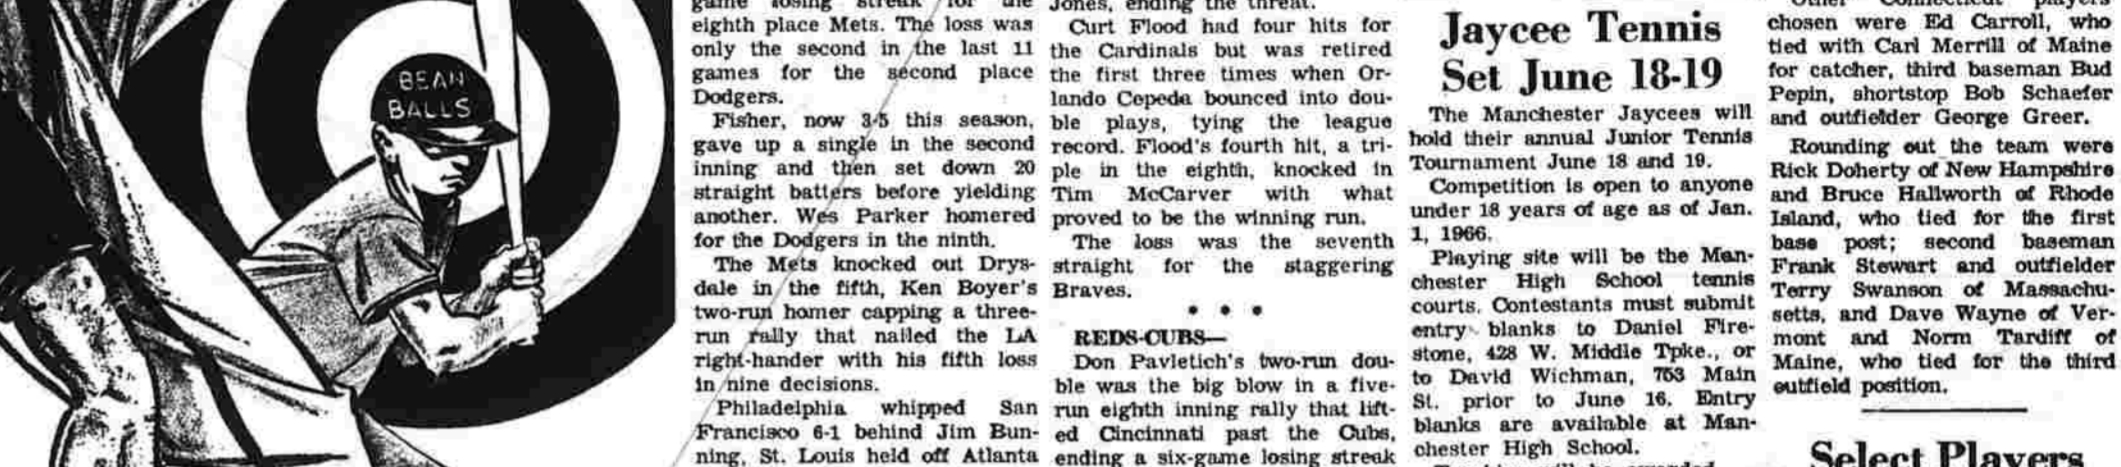 BEAN
BALLS
game losing streak for the
eighth place Mets. The loss was
only the second in the last 11
games for the second place
Dodgers.
Fisher, now 3-5 this season,
gave up a single in the second
inning and then set down 20
straight batters before yielding
another. Wes Parker homered
for the Dodgers in the ninth.
The Mets knocked out Drys-
dale in the fifth, Ken Boyer's
two-run homer capping a three-
run rally that nailed the LA
right-hander with his fifth loss
in nine decisions.
Philadelphia whipped San
Francisco 6-1 behind Jim Bun-
ning, St. Louis held off Atlanta
Jones, ending the threat.
Curt Flood had four hits for
the Cardinals but was retired
the first three times when Or-
lando Cepeda bounced into dou-
ble plays, tying the league
record. Flood's fourth hit, a tri-
ple in the eighth, knocked in
Tim McCarver with what
proved to be the winning run.
The loss was the seventh
straight for the staggering
Braves.
• • •
REDS-CUBS—
Don Pavletich's two-run dou-
ble was the big blow in a five-
run eighth inning rally that lift-
ed Cincinnati past the Cubs,
ending a six-game losing streak
Jaycee Tennis
Set June 18-19
The Manchester Jaycees will
hold their annual Junior Tennis
Tournament June 18 and 19.
Competition is open to anyone
under 18 years of age as of Jan.
1, 1966.
Playing site will be the Man-
chester High School tennis
courts. Contestants must submit
entry blanks to Daniel Fire-
stone, 428 W. Middle Tpke., or
to David Wichman, 753 Main
St. prior to June 16. Entry
blanks are available at Man-
chester High School.
will be awarded
Other Connecticut players
chosen were Ed Carroll, who
tied with Carl Merrill of Maine
for catcher, third baseman Bud
Pepin, shortstop Bob Schaefer
and outfielder George Greer.
Rounding out the team were
Rick Doherty of New Hampshire
and Bruce Hallworth of Rhode
Island, who tied for the first
base post; second baseman
Frank Stewart and outfielder
Terry Swanson of Massachu-
setts, and Dave Wayne of Ver-
mont and Norm Tardiff of
Maine, who tied for the third
outfield position.
Select Players